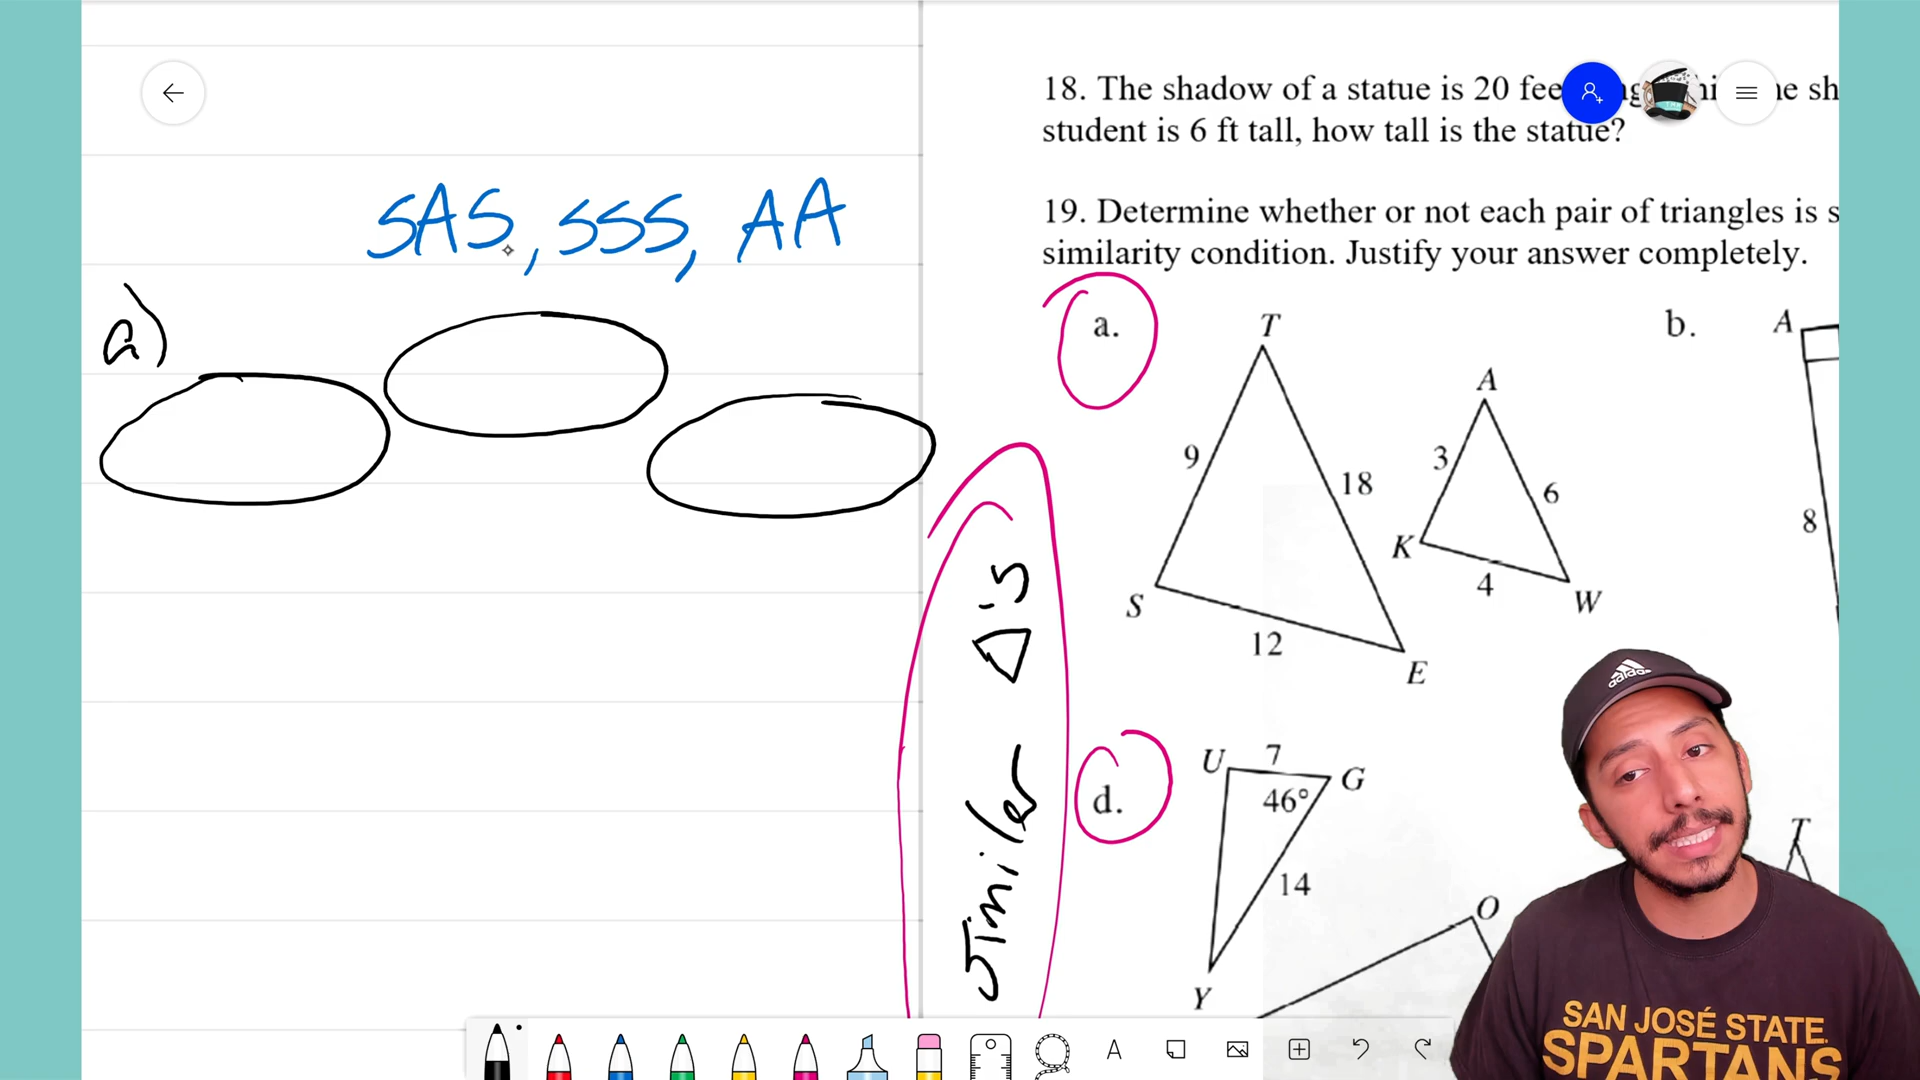 SAS, SSS, AA
a)
Similar Δ's
18. The shadow of a statue is 20 fee
student is 6 ft tall, how tall is the statue?
19. Determine whether or not each pair of triangles is s
similarity condition. Justify your answer completely.
a.
T
9
18
S
12
E
A
3
6
K
4
W
b.
A
8
d.
U
7
G
46°
14
Y
O
T
A
adidas
SAN JOSÉ STATE
SPARTANS